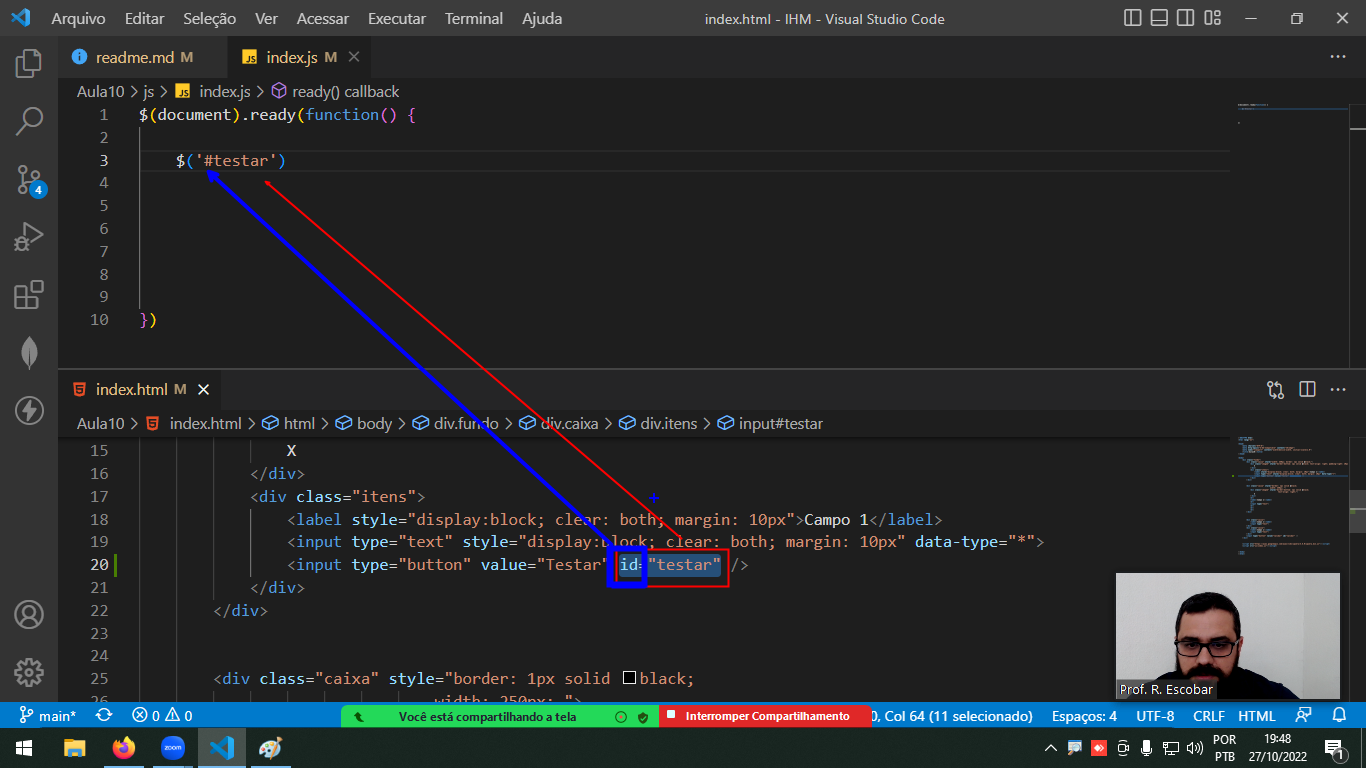 Arquivo Editar Seleção Ver Acessar Executar Terminal Ajuda index.html - IHM - Visual Studio Code
readme.md M JS index.js M
Aula10 > js > JS index.js > ready() callback
1 $(document).ready(function() {
2
3 $('#testar')
4
4
5
6
7
8
9
10 })
index.html M
Aula10 > index.html > html > body > div.fundo > div.caixa > div.itens > input#testar
15 X
16 </div>
17 <div class="itens">
18 <label style="display:block; clear: both; margin: 10px">Campo 1</label>
19 <input type="text" style="display:block; clear: both; margin: 10px" data-type="*">
20 <input type="button" value="Testar" id="testar" />
21 </div>
22 </div>
23
24
25 <div class="caixa" style="border: 1px solid black;
26 width: 250px; ">
Prof. R. Escobar
main* 0 0 Você está compartilhando a tela Interromper Compartilhamento 0, Col 64 (11 selecionado) Espaços: 4 UTF-8 CRLF HTML
zoom POR 19:48
PTB 27/10/2022 1